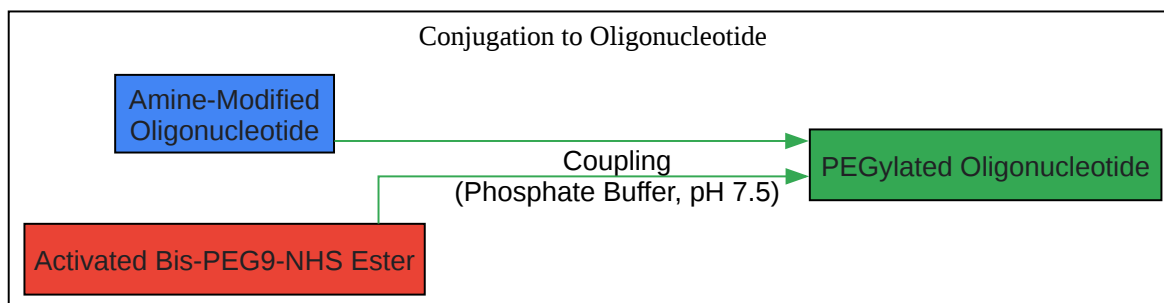 Conjugation to Oligonucleotide
Amine-Modified
Oligonucleotide
Coupling
(Phosphate Buffer, pH 7.5)
PEGylated Oligonucleotide
Activated Bis-PEG9-NHS Ester